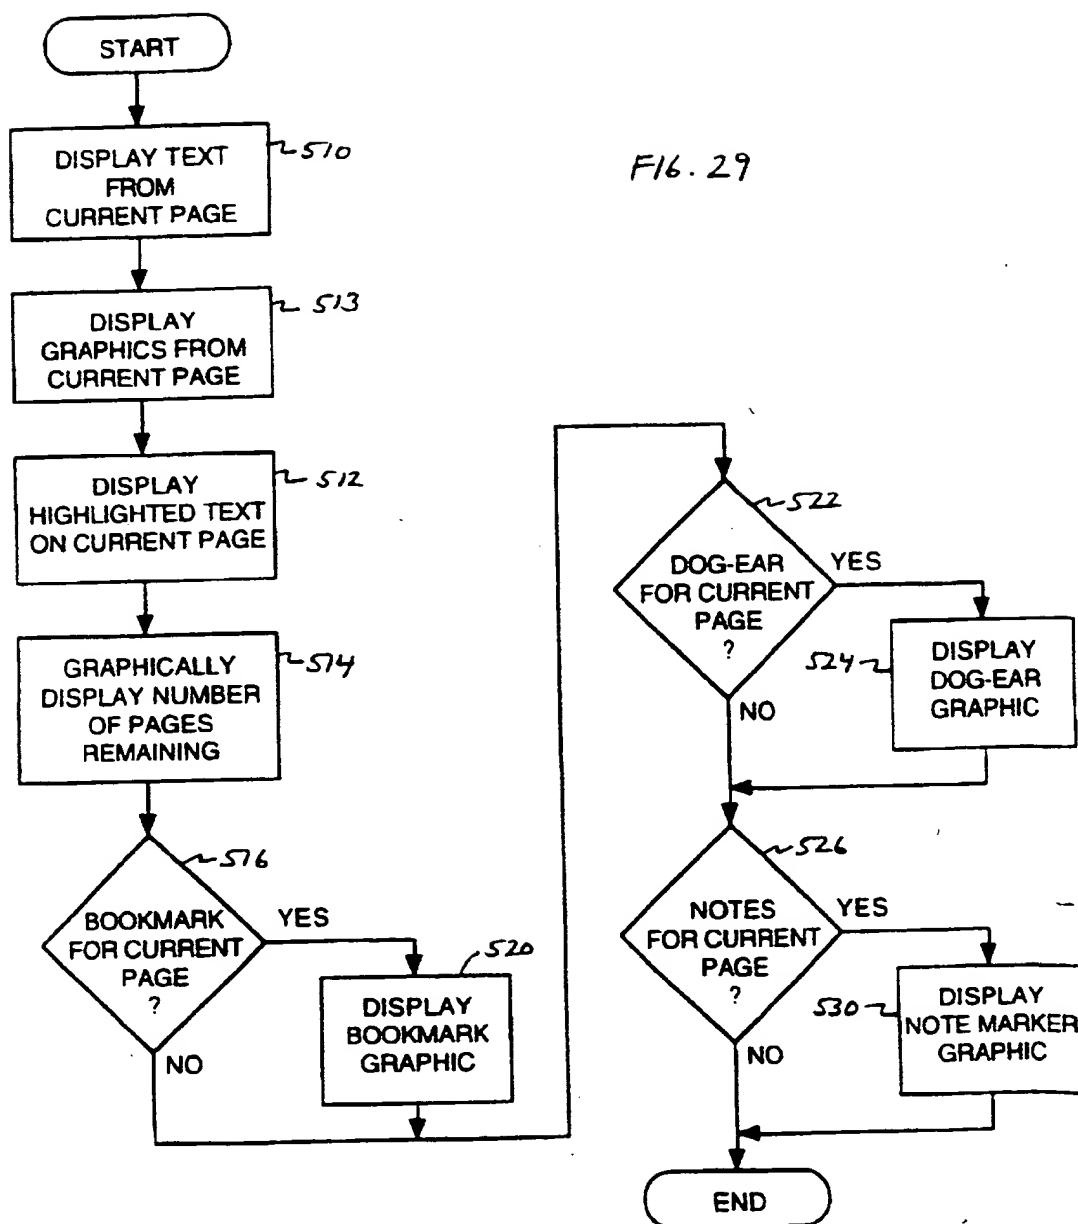 START
DISPLAY TEXT
FROM
CURRENT PAGE
510
FIG. 29
DISPLAY
GRAPHICS FROM
CURRENT PAGE
513
DISPLAY
HIGHLIGHTED TEXT
ON CURRENT PAGE
512
GRAPHICALLY
DISPLAY NUMBER
OF PAGES
REMAINING
514
516
BOOKMARK
FOR CURRENT
PAGE
?
YES
NO
520
DISPLAY
BOOKMARK
GRAPHIC
522
DOG-EAR
FOR CURRENT
PAGE
?
YES
NO
524
DISPLAY
DOG-EAR
GRAPHIC
526
NOTES
FOR CURRENT
PAGE
?
YES
NO
530
DISPLAY
NOTE MARKER
GRAPHIC
END